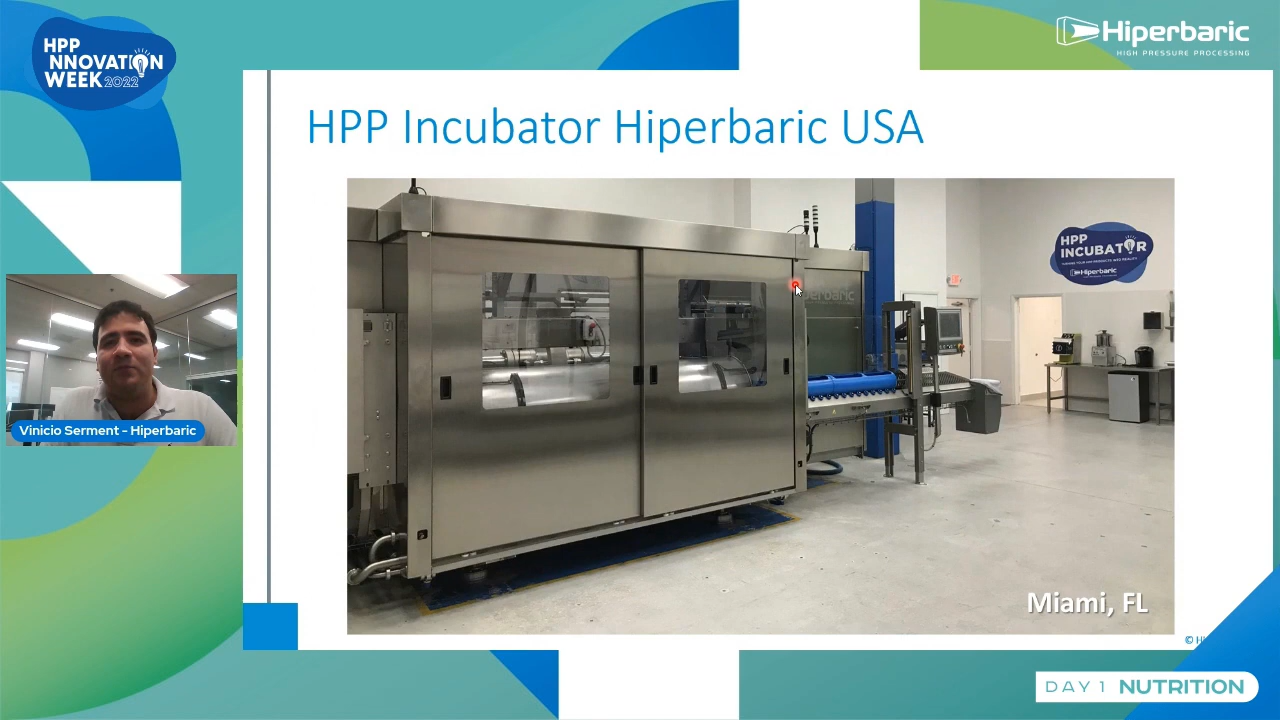 HPP
INNOVATION
WEEK 2022
Hiperbaric
HIGH PRESSURE PROCESSING
HPP Incubator Hiperbaric USA
HPP
INCUBATOR
Hiperbaric
Vinicio Serment - Hiperbaric
Miami, FL
DAY 1 NUTRITION